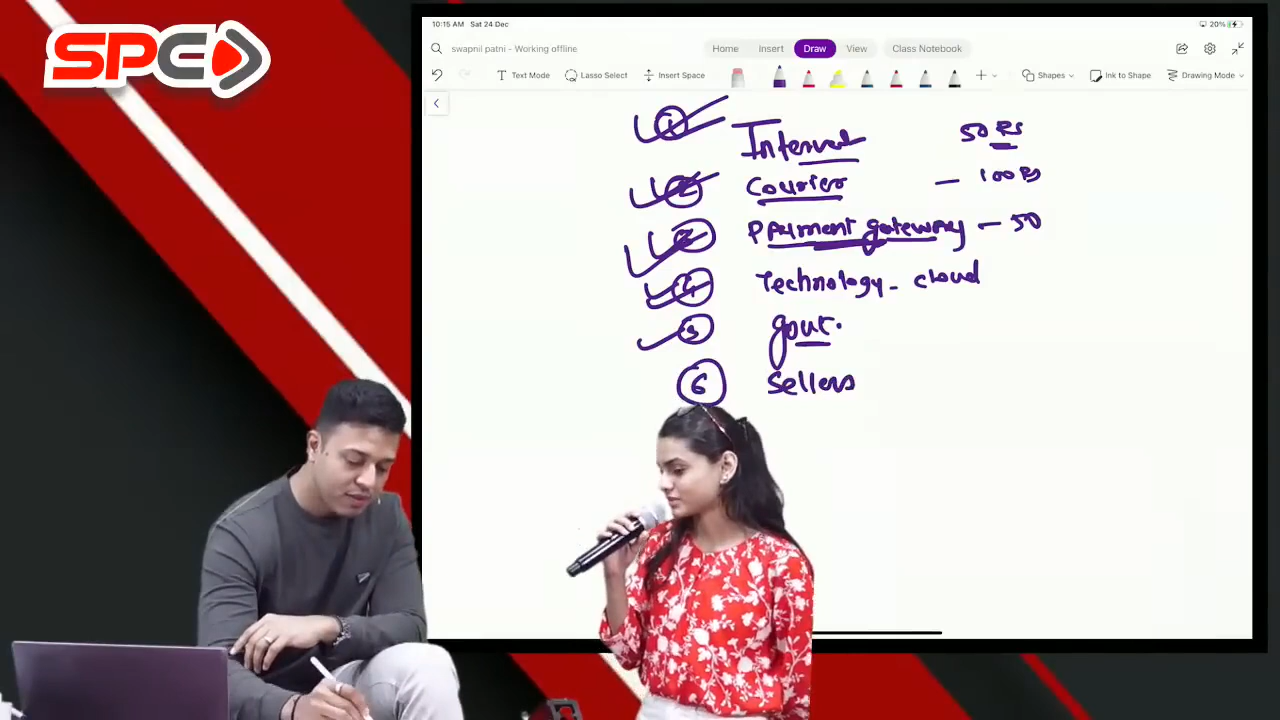 SPC
10:15 AM Sat 24 Dec
20%
swapnil patni - Working offline
Home Insert Draw View Class Notebook
Text Mode Lasso Select Insert Space Shapes Ink to Shape Drawing Mode
1 Internet 50 Rs
2 Courier - 100 Rs
3 Payment gateway - 50
4 Technology - cloud
5 gout.
6 Sellers